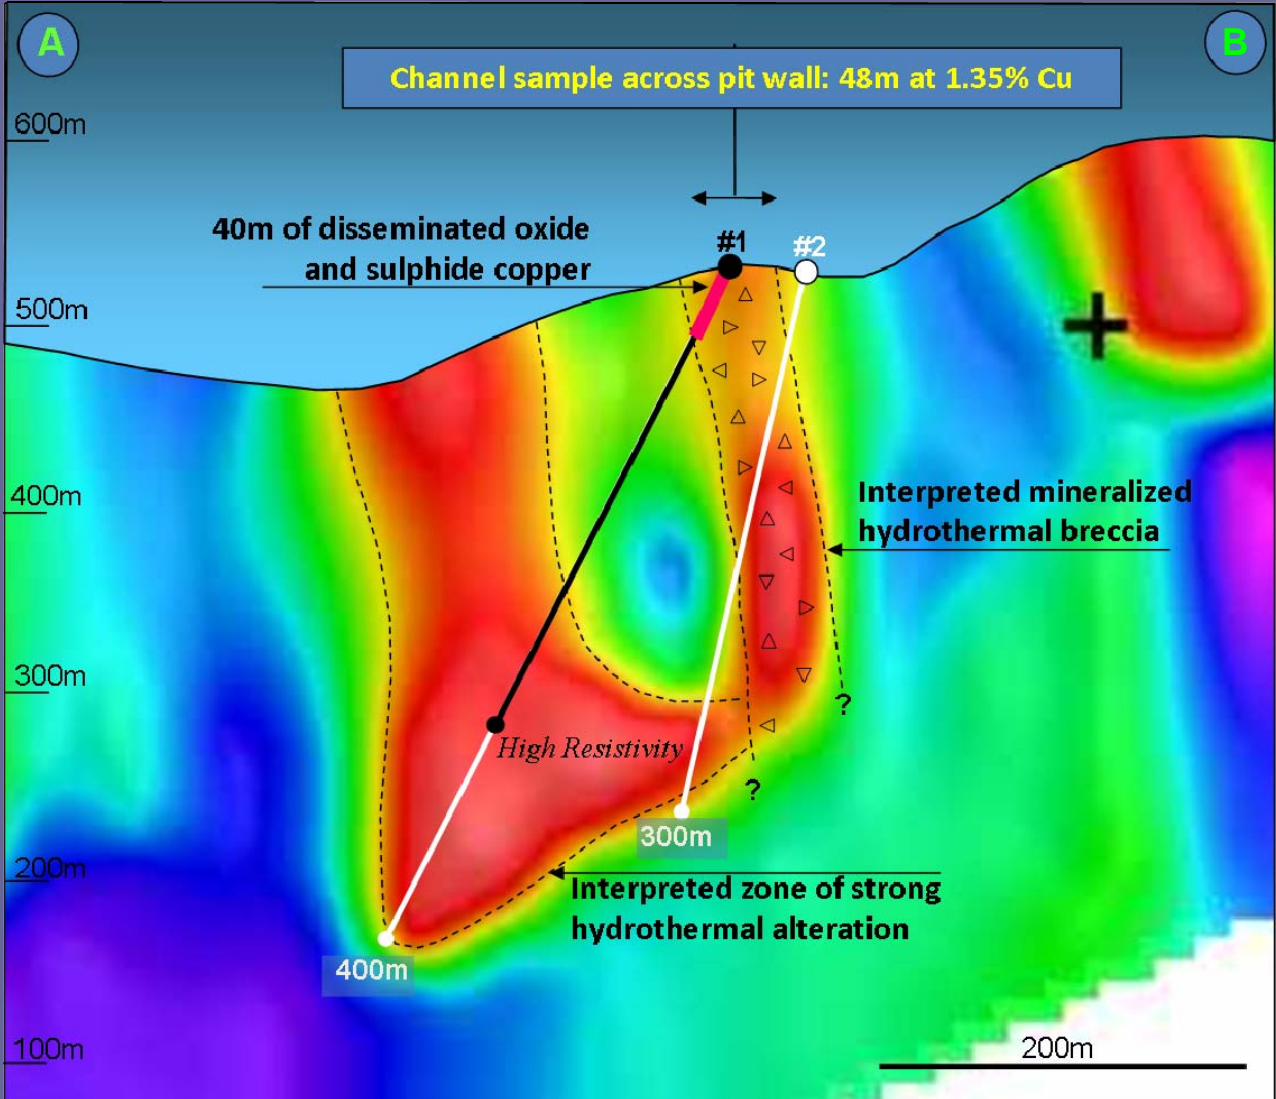 A
B
Channel sample across pit wall: 48m at 1.35% Cu
600m
40m of disseminated oxide
and sulphide copper
#1
#2
500m
400m
Interpreted mineralized
hydrothermal breccia
300m
?
High Resistivity
?
300m
200m
Interpreted zone of strong
hydrothermal alteration
400m
100m
200m